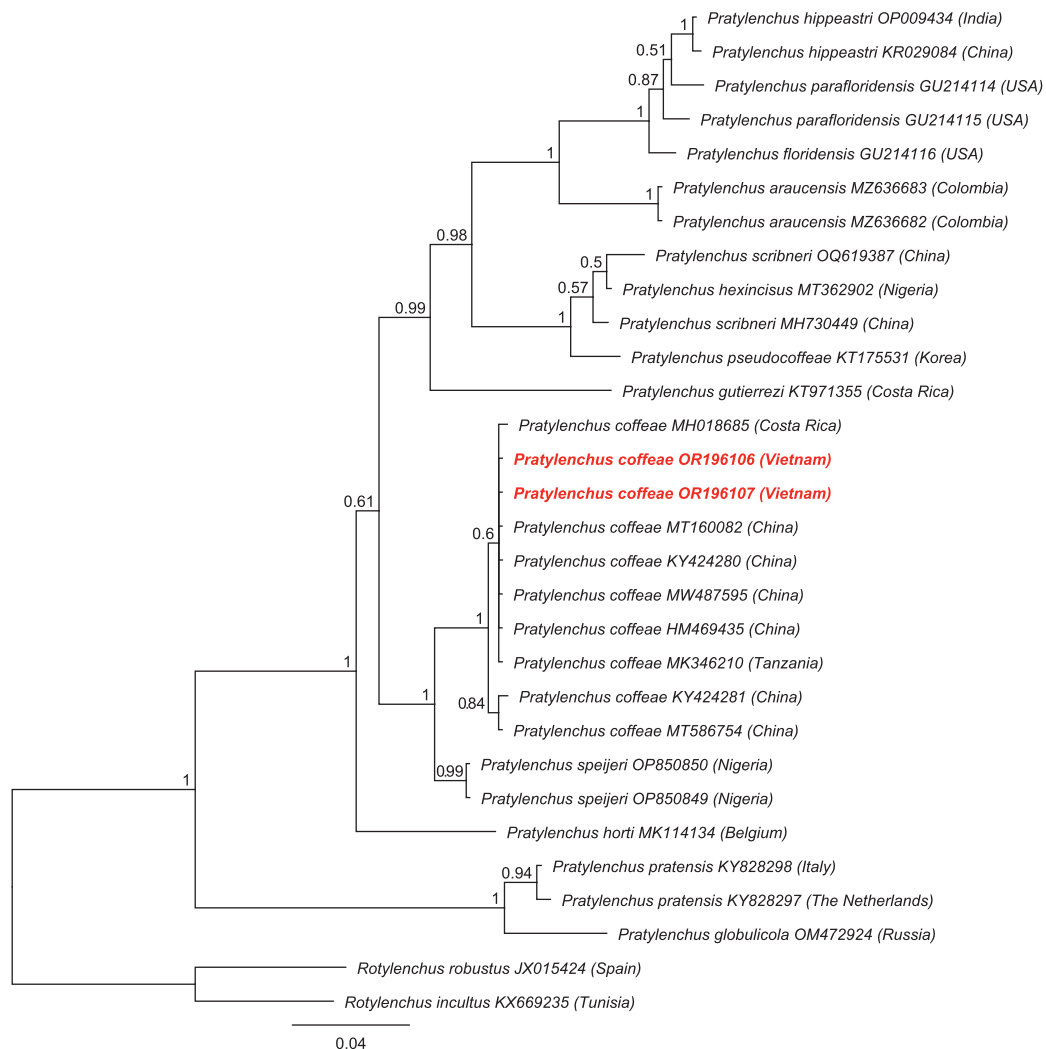 Pratylenchus hippeastri OP009434 (India)
1
Pratylenchus hippeastri KR029084 (China)
0.51
0.87
Pratylenchus parafloridensis GU214114 (USA)
1
Pratylenchus parafloridensis GU214115 (USA)
Pratylenchus floridensis GU214116 (USA)
1
Pratylenchus araucensis MZ636683 (Colombia)
1
Pratylenchus araucensis MZ636682 (Colombia)
0.98
Pratylenchus scribneri OQ619387 (China)
0.5
Pratylenchus hexincisus MT362902 (Nigeria)
0.57
0.99
1
Pratylenchus scribneri MH730449 (China)
Pratylenchus pseudocoffeae KT175531 (Korea)
Pratylenchus gutierrezi KT971355 (Costa Rica)
Pratylenchus coffeae MH018685 (Costa Rica)
Pratylenchus coffeae OR196106 (Vietnam)
Pratylenchus coffeae OR196107 (Vietnam)
0.61
Pratylenchus coffeae MT160082 (China)
0.6
Pratylenchus coffeae KY424280 (China)
Pratylenchus coffeae MW487595 (China)
1
Pratylenchus coffeae HM469435 (China)
Pratylenchus coffeae MK346210 (Tanzania)
1
1
Pratylenchus coffeae KY424281 (China)
0.84
Pratylenchus coffeae MT586754 (China)
Pratylenchus speijeri OP850850 (Nigeria)
0.99
1
Pratylenchus speijeri OP850849 (Nigeria)
Pratylenchus horti MK114134 (Belgium)
Pratylenchus pratensis KY828298 (Italy)
0.94
1
Pratylenchus pratensis KY828297 (The Netherlands)
Pratylenchus globulicola OM472924 (Russia)
Rotylenchus robustus JX015424 (Spain)
Rotylenchus incultus KX669235 (Tunisia)
0.04